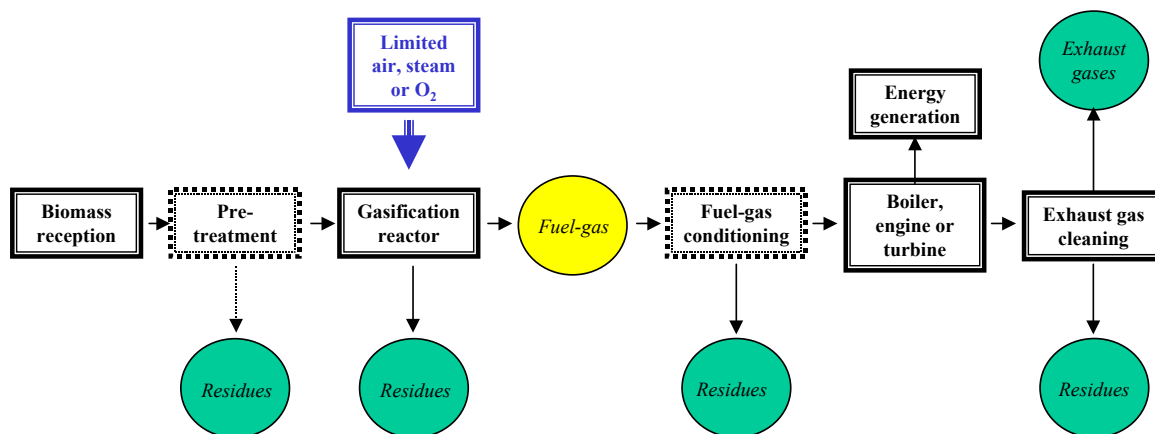 Limited
air, steam
or O₂
Exhaust
gases
Energy
generation
Biomass
reception
Pre-
treatment
Gasification
reactor
Fuel-gas
Fuel-gas
conditioning
Boiler,
engine or
turbine
Exhaust gas
cleaning
Residues
Residues
Residues
Residues